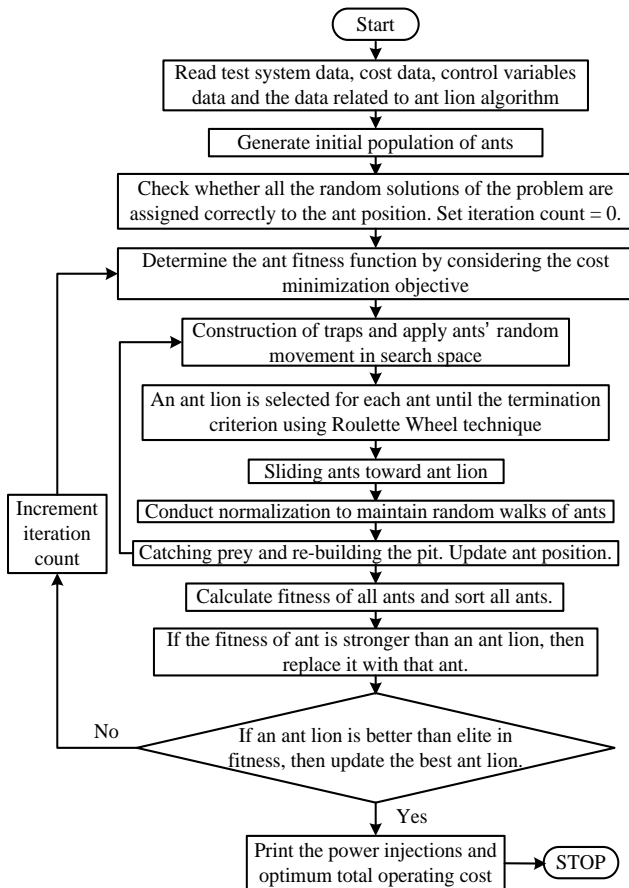 Start
Read test system data, cost data, control variables
data and the data related to ant lion algorithm
Generate initial population of ants
Check whether all the random solutions of the problem are
assigned correctly to the ant position. Set iteration count = 0.
Determine the ant fitness function by considering the cost
minimization objective
Construction of traps and apply ants’ random
movement in search space
An ant lion is selected for each ant until the termination
criterion using Roulette Wheel technique
Sliding ants toward ant lion
Increment
iteration
count
Conduct normalization to maintain random walks of ants
Catching prey and re-building the pit. Update ant position.
Calculate fitness of all ants and sort all ants.
If the fitness of ant is stronger than an ant lion, then
replace it with that ant.
No
If an ant lion is better than elite in
fitness, then update the best ant lion.
Yes
Print the power injections and
optimum total operating cost
STOP